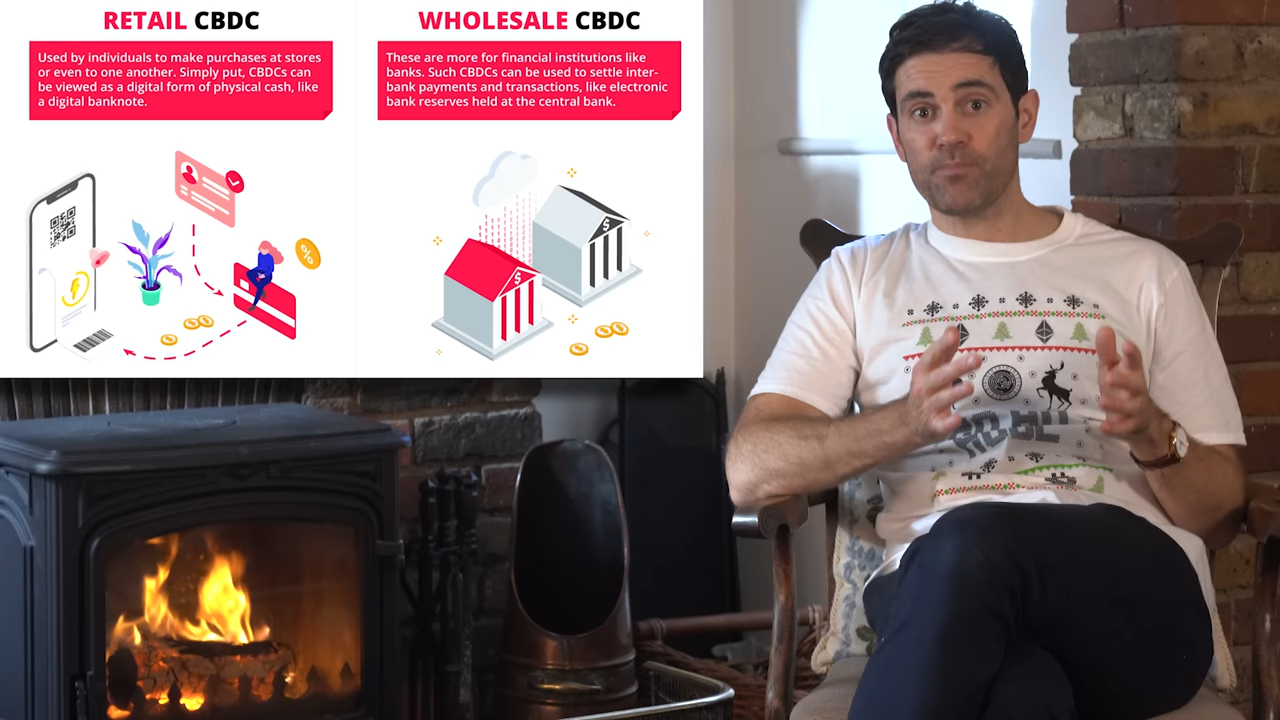 RETAIL CBDC
Used by individuals to make purchases at stores
or even to one another. Simply put, CBDCs can
be viewed as a digital form of physical cash, like
a digital banknote.
WHOLESALE CBDC
These are more for financial institutions like
banks. Such CBDCs can be used to settle inter-
bank payments and transactions, like electronic
bank reserves held at the central bank.
%
$
$